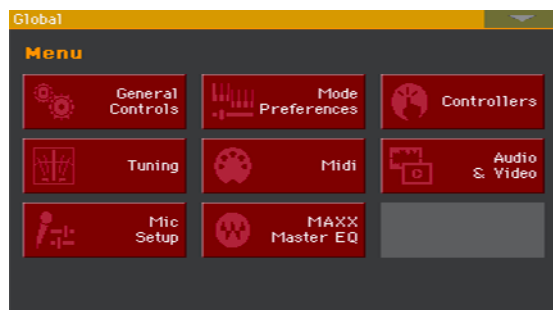 Global
Menu
General
Controls
Mode
Preferences
Controllers
Tuning
Midi
Audio
& Video
Mic
Setup
MAXX
Master EQ